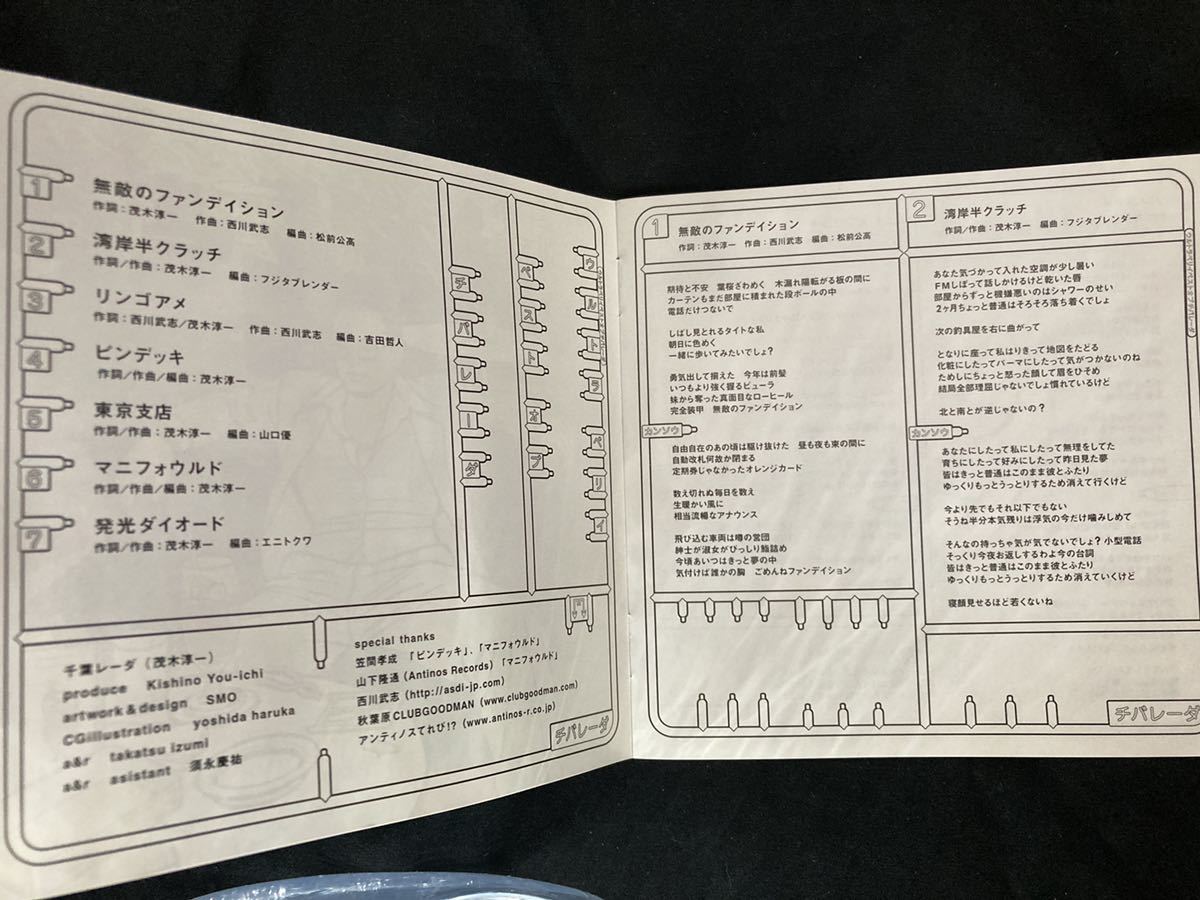 1
無敵のファンデイション
作詞：茂木淳一　作曲：西川武志　編曲：松前公高
2
湾岸半クラッチ
作詞／作曲：茂木淳一　編曲：フジタブレンダー
3
リンゴアメ
作詞：西川武志／茂木淳一　作曲：西川武志　編曲：吉田哲人
4
ピンデッキ
作詞／作曲／編曲：茂木淳一
5
東京支店
作詞／作曲：茂木淳一　編曲：山口優
6
マニフォウルド
作詞／作曲／編曲：茂木淳一
7
発光ダイオード
作詞／作曲：茂木淳一　編曲：エニトクワ
ウルトラベリイ
ベストオブ
チバレーダ
千葉レーダ（茂木淳一）
produce　Kishino You-ichi
artwork & design　SMO
CGillustration　yoshida haruka
a&r　takatsu izumi
a&r　asistant　須永慶祐
special thanks
笠間孝成　「ピンデッキ」、「マニフォウルド」
山下隆通（Antinos Records）「マニフォウルド」
西川武志（http://asdi-jp.com）
秋葉原CLUBGOODMAN（www.clubgoodman.com）
アンティノスてれび!?（www.antinos-r.co.jp）
チバレーダ
1
無敵のファンデイション
作詞：茂木淳一　作曲：西川武志　編曲：松前公高
期待と不安　葉桜ざわめく　木漏れ陽転がる板の間に
カーテンもまだ部屋に積まれた段ボールの中
電話だけつないで
しばし見とれるタイトな私
朝日に色めく
一緒に歩いてみたいでしょ？
勇気出して揃えた　今年は前髪
いつもより強く握るビューラ
妹から奪った真面目なローヒール
完全装甲　無敵のファンデイション
カンソウ
自由自在のあの頃は駆け抜けた　昼も夜も束の間に
自動改札何故か閉まる
定期券じゃなかったオレンジカード
数え切れぬ毎日を数え
生暖かい風に
相当流暢なアナウンス
飛び込む車両は噂の営団
紳士が淑女がびっしり鮨詰め
今頃あいつはきっと夢の中
気付けば誰かの胸　ごめんねファンデイション
2
湾岸半クラッチ
作詞／作曲：茂木淳一　編曲：フジタブレンダー
あなた気づかって入れた空調が少し暑い
FMしぼって話しかけるけど乾いた唇
部屋からずっと機嫌悪いのはシャワーのせい
2ヶ月ちょっと普通はそろそろ落ち着くでしょ
次の釣具屋を右に曲がって
となりに座って私はりきって地図をたどる
化粧にしたってパーマにしたって気がつかないのね
ためしにちょっと怒った顔して眉をひそめ
結局全部理屈じゃないでしょ慣れているけど
北と南とが逆じゃないの？
カンソウ
あなたにしたって私にしたって無理をしてた
育ちにしたって好みにしたって昨日見た夢
皆はきっと普通はこのまま彼とふたり
ゆっくりもっとうっとりするため消えて行くけど
今より先でもそれ以下でもない
そうね半分本気残りは浮気の今だけ噛みしめて
そんなの持っちゃ気が気でないでしょ？小型電話
そっくり今夜お返しするわよ今の台詞
皆はきっと普通はこのまま彼とふたり
ゆっくりもっとうっとりするため消えていくけど
寝顔見せるほど若くないね
チバレーダ